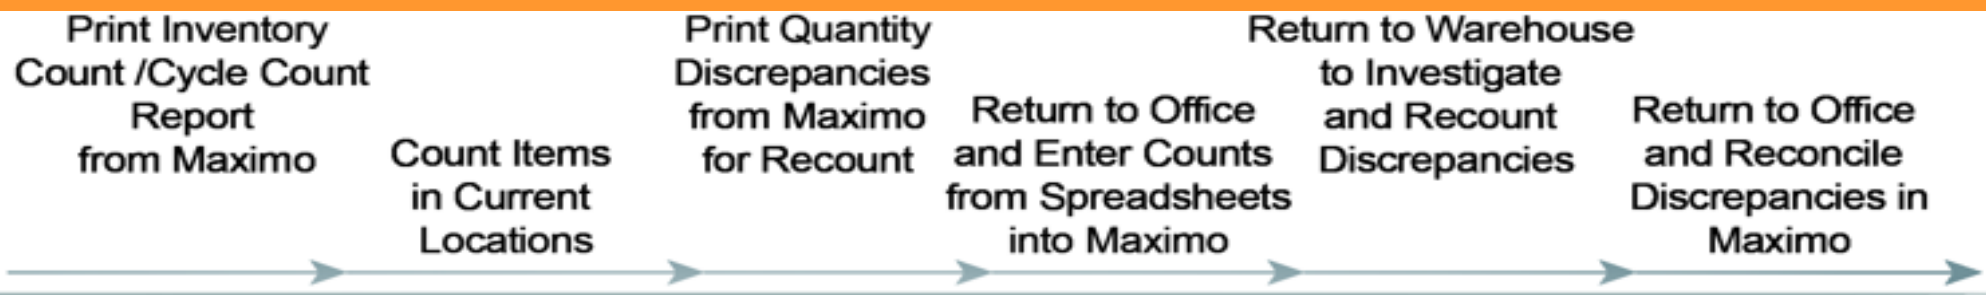 Print Inventory
Count /Cycle Count
Report
from Maximo
Count Items
in Current
Locations
Print Quantity
Discrepancies
from Maximo
for Recount
Return to Office
and Enter Counts
from Spreadsheets
into Maximo
Return to Warehouse
to Investigate
and Recount
Discrepancies
Return to Office
and Reconcile
Discrepancies in
Maximo